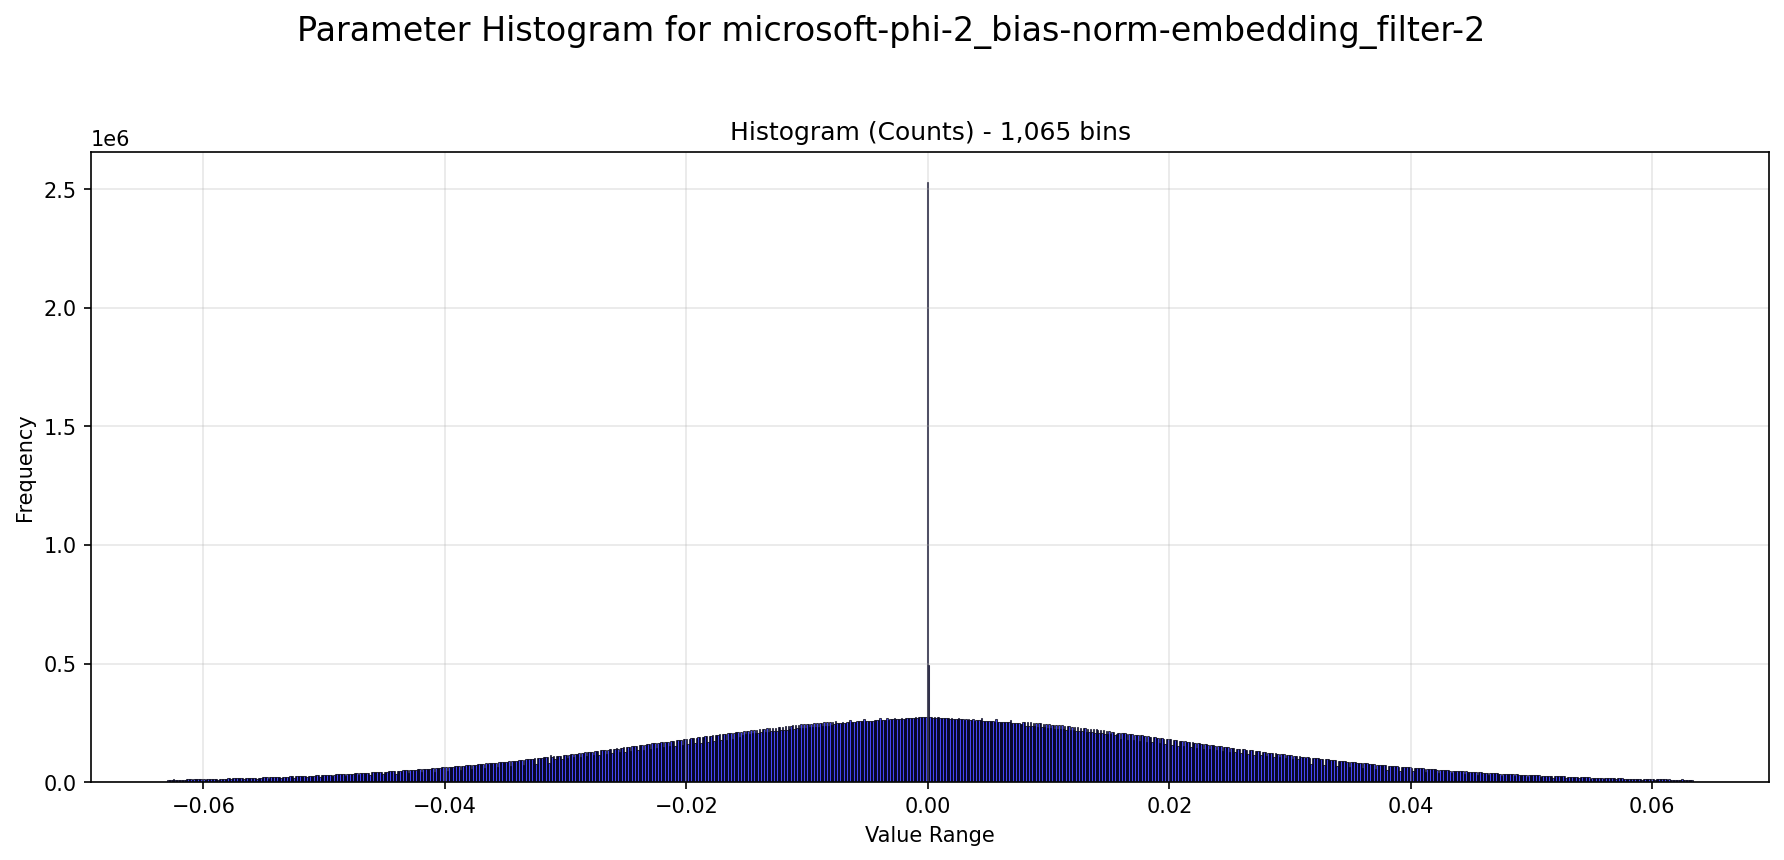 Parameter Histogram for microsoft-phi-2_bias-norm-embedding_filter-2
Histogram (Counts) - 1,065 bins
1e6
2.5
2.0
1.5
1.0
0.5
0.0
Frequency
−0.06 −0.04 −0.02 0.00 0.02 0.04 0.06
Value Range